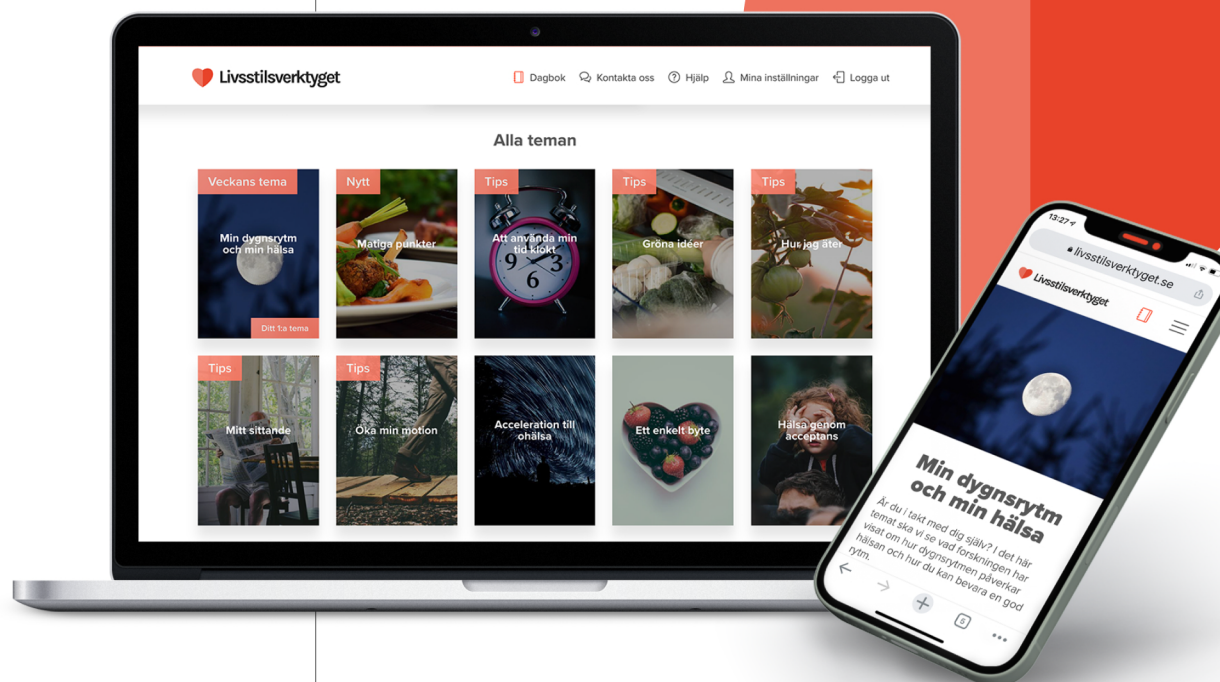 Livsstilsverktyget
Dagbok Kontakta oss Hjälp Mina inställningar Logga ut
Alla teman
Veckans tema
Min dygnsrytm
och min hälsa
Ditt 1:a tema
Nytt
Matiga punkter
Tips
Att använda min
tid klokt
9 3
6
Tips
Gröna idéer
Tips
Hur jag äter
Tips
Mitt sittande
Tips
Öka min motion
Acceleration till
ohälsa
Ett enkelt byte
Hälsa genom
acceptans
13:27
livsstilsverktyget.se
Livsstilsverktyget
Min dygnsrytm
och min hälsa
Är du i takt med dig själv? I det här
temat ska vi se vad forskningen har
visat om hur dygnsrytmen påverkar
hälsan och hur du kan bevara en god
rytm.
5